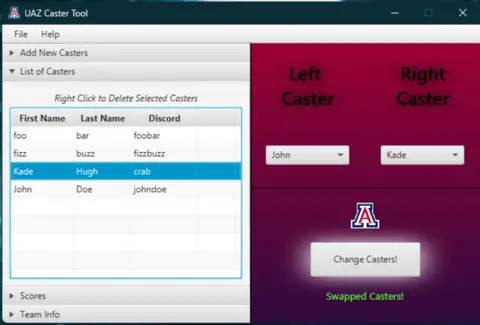 UAZ Caster Tool
File Help
Add New Casters
List of Casters
Right Click to Delete Selected Casters
First Name Last Name Discord
foo bar foobar
fizz buzz fizzbuzz
Kade Hugh crab
John Doe johndoe
Scores
Team Info
Left
Caster
Right
Caster
John
Kade
A
Change Casters!
Swapped Casters!